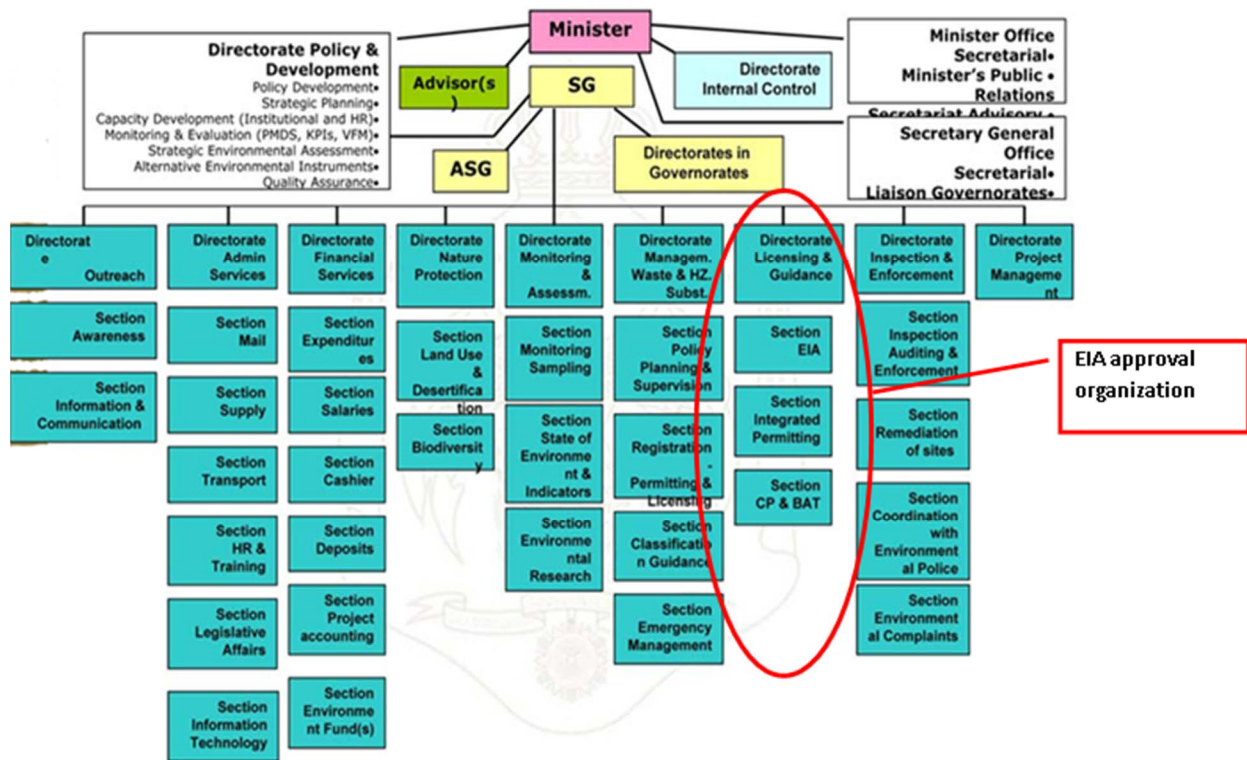 Minister
Directorate Policy &
Development
Policy Development•
Strategic Planning•
Capacity Development (Institutional and HR)•
Monitoring & Evaluation (PMDS, KPIs, VFM)•
Strategic Environmental Assessment•
Alternative Environmental Instruments•
Quality Assurance•
Advisor(s
)
SG
Directorate
Internal Control
Minister Office
Secretarial•
Minister's Public •
Relations
Secretariat Advisory •
Secretary General
Office
Secretarial•
Liaison Governorates•
ASG
Directorates in
Governorates
Directorat
e
Outreach
Section
Awareness
Section
Information &
Communication
Directorate
Admin
Services
Section
Mail
Section
Supply
Section
Transport
Section
HR &
Training
Section
Legislative
Affairs
Section
Information
Technology
Directorate
Financial
Services
Section
Expenditur
es
Section
Salaries
Section
Cashier
Section
Deposits
Section
Project
accounting
Section
Environme
nt Fund(s)
Directorate
Nature
Protection
Section
Land Use
&
Desertifica
tion
Section
Biodiversit
y
Directorate
Monitoring
&
Assessm.
Section
Monitoring
Sampling
Section
State of
Environme
nt &
Indicators
Section
Environme
ntal
Research
Directorate
Managem.
Waste & HZ.
Subst.
Section
Policy
Planning &
Supervision
Section
Registration
-
Permitting &
Licensing
Section
Classificatio
n Guidance
Section
Emergency
Management
Directorate
Licensing &
Guidance
Section
EIA
Section
Integrated
Permitting
Section
CP & BAT
Directorate
Inspection &
Enforcement
Section
Inspection
Auditing &
Enforcement
Section
Remediation
of sites
Section
Coordination
with
Environment
al Police
Section
Environment
al Complaints
Directorate
Project
Manageme
nt
EIA approval
organization